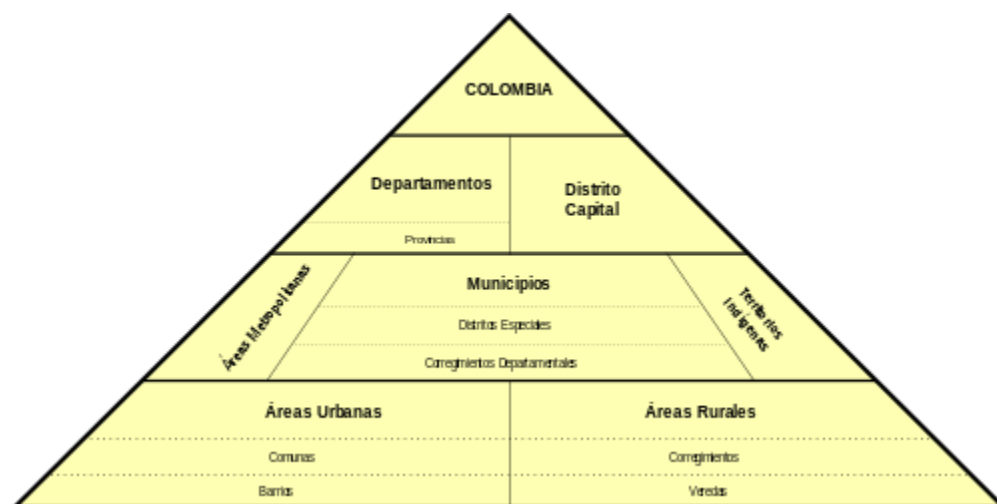 COLOMBIA
Departamentos
Distrito
Capital
Provincias
Áreas Metropolitanas
Municipios
Territorios
Indígenas
Distritos Especiales
Corregimientos Departamentales
Áreas Urbanas
Áreas Rurales
Comunas
Corregimientos
Barrios
Veredas